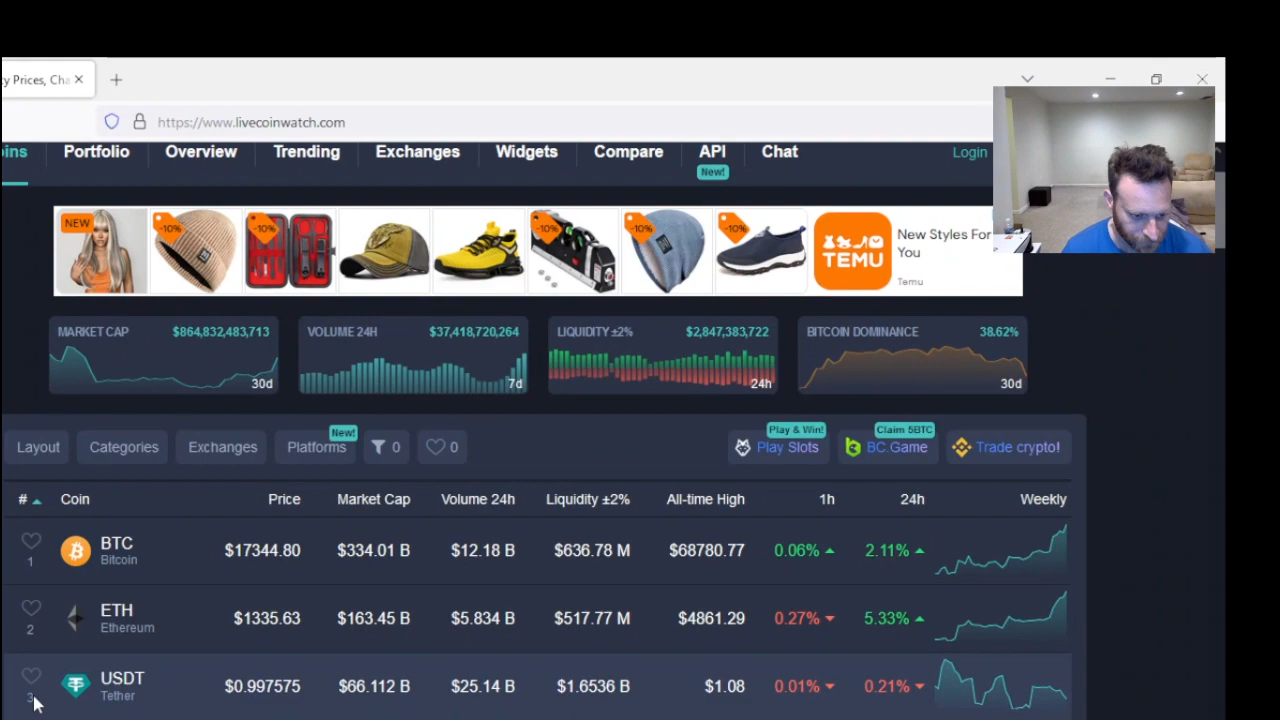 cy Prices, Cha
https://www.livecoinwatch.com
ins Portfolio Overview Trending Exchanges Widgets Compare API Chat Login
New!
NEW -10% -10% -10% -10% -10%
TEMU
New Styles For
You
Temu
MARKET CAP $864,832,483,713
30d
VOLUME 24H $37,418,720,264
7d
LIQUIDITY ±2% $2,847,383,722
24h
BITCOIN DOMINANCE 38.62%
30d
Layout Categories Exchanges Platforms New! 0 0
Play & Win! Play Slots
Claim 5BTC BC.Game
Trade crypto!
# Coin Price Market Cap Volume 24h Liquidity ±2% All-time High 1h 24h Weekly
1 BTC Bitcoin $17344.80 $334.01 B $12.18 B $636.78 M $68780.77 0.06% 2.11%
2 ETH Ethereum $1335.63 $163.45 B $5.834 B $517.77 M $4861.29 0.27% 5.33%
3 USDT Tether $0.997575 $66.112 B $25.14 B $1.6536 B $1.08 0.01% 0.21%